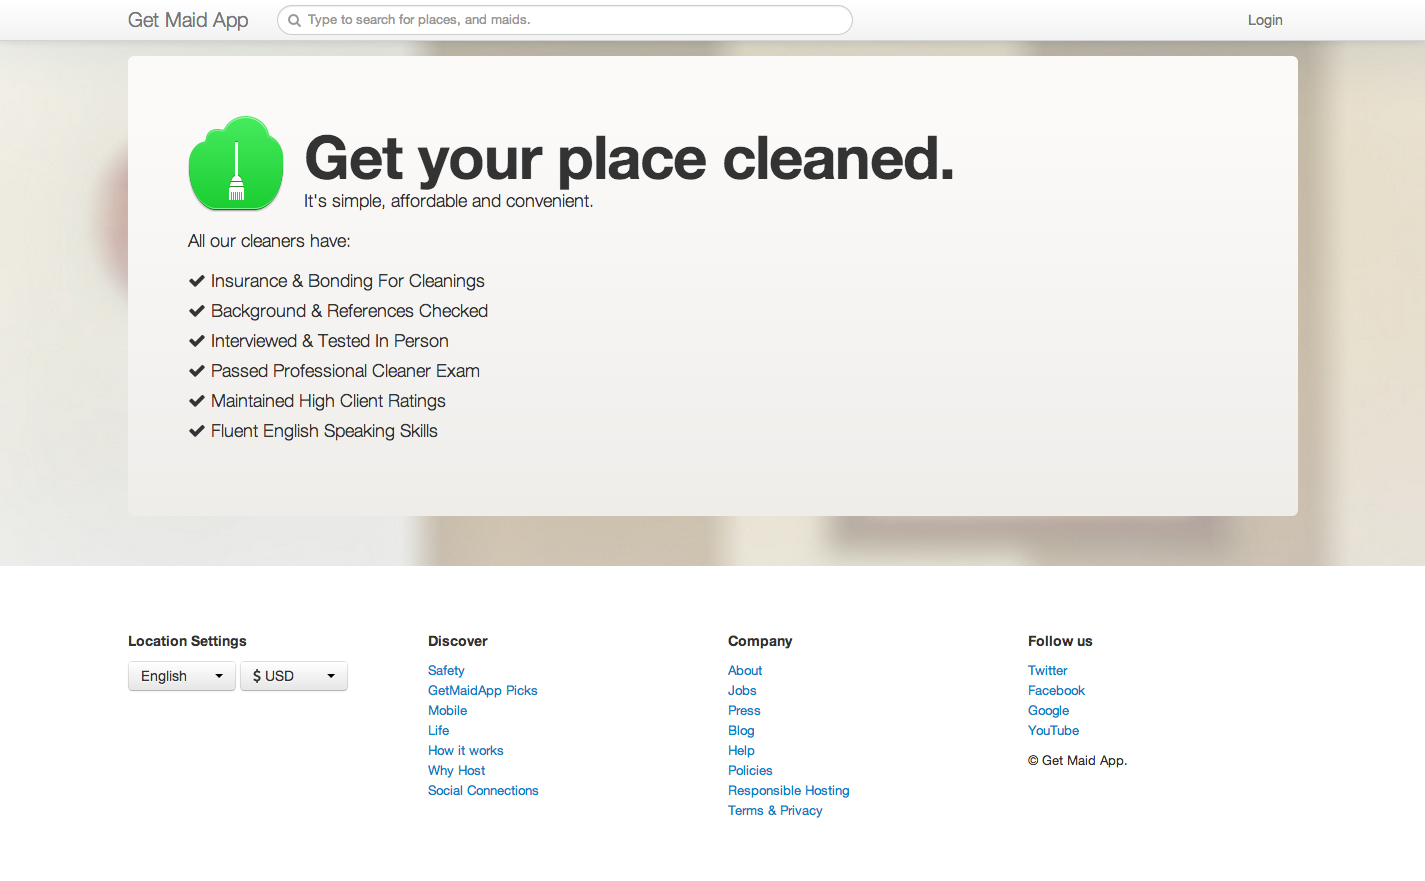 Get Maid App
Type to search for places, and maids.
Login
Get your place cleaned.
It's simple, affordable and convenient.
All our cleaners have:
Insurance & Bonding For Cleanings
Background & References Checked
Interviewed & Tested In Person
Passed Professional Cleaner Exam
Maintained High Client Ratings
Fluent English Speaking Skills
Location Settings
English
$ USD
Discover
Safety
GetMaidApp Picks
Mobile
Life
How it works
Why Host
Social Connections
Company
About
Jobs
Press
Blog
Help
Policies
Responsible Hosting
Terms & Privacy
Follow us
Twitter
Facebook
Google
YouTube
© Get Maid App.